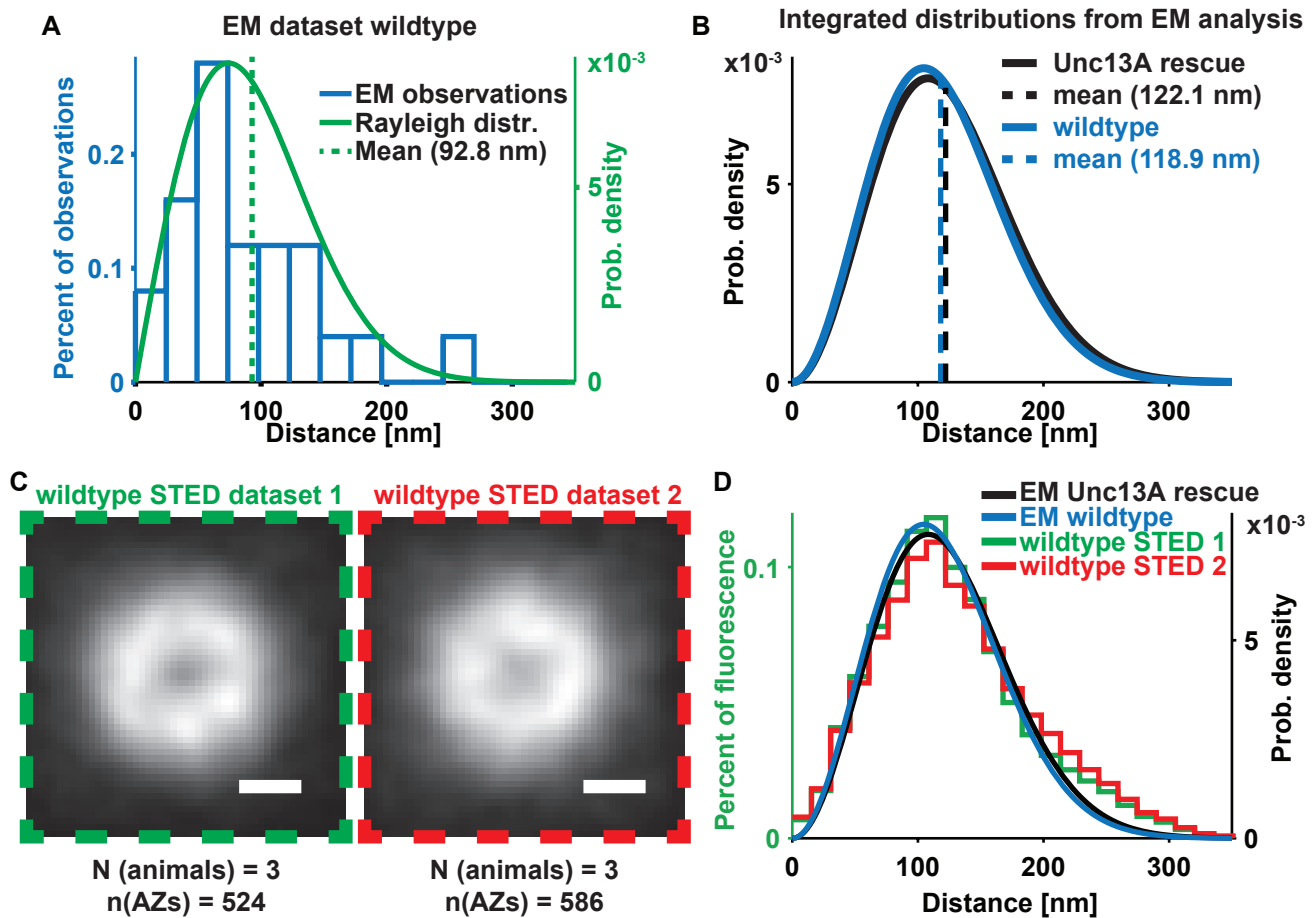 A
EM dataset wildtype
x10-3
EM observations
Rayleigh distr.
Mean (92.8 nm)
Percent of observations
0.2
0.1
0
Prob. density
5
0
0
100
200
300
Distance [nm]
B
Integrated distributions from EM analysis
x10-3
Unc13A rescue
mean (122.1 nm)
wildtype
mean (118.9 nm)
Prob. density
5
0
0
100
200
300
Distance [nm]
C
wildtype STED dataset 1
wildtype STED dataset 2
N (animals) = 3
n(AZs) = 524
N (animals) = 3
n(AZs) = 586
D
EM Unc13A rescue
EM wildtype
wildtype STED 1
wildtype STED 2
x10-3
Percent of fluorescence
0.1
0
Prob. density
5
0
0
100
200
300
Distance [nm]